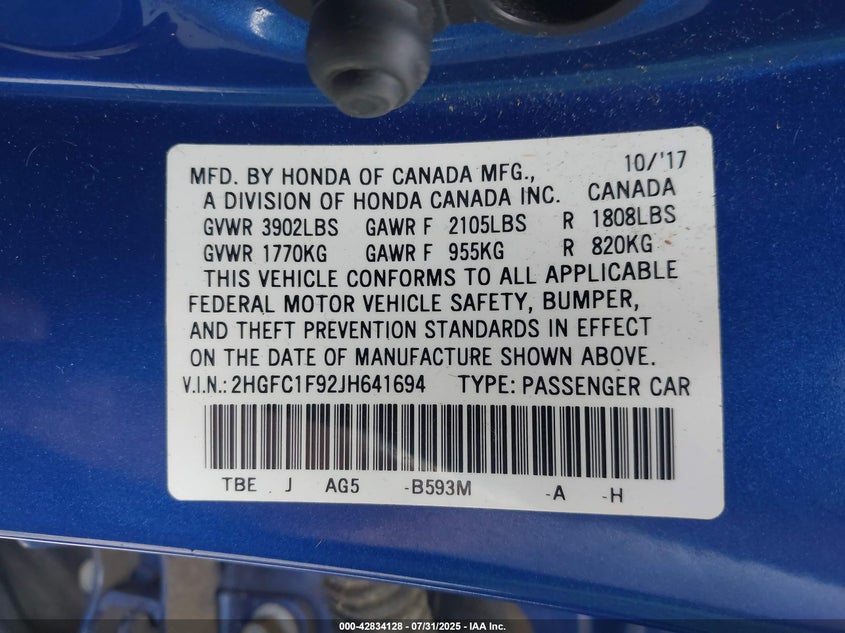 MFD. BY HONDA OF CANADA MFG., 10/'17
A DIVISION OF HONDA CANADA INC. CANADA
GVWR 3902LBS GAWR F 2105LBS R 1808LBS
GVWR 1770KG GAWR F 955KG R 820KG
THIS VEHICLE CONFORMS TO ALL APPLICABLE
FEDERAL MOTOR VEHICLE SAFETY, BUMPER,
AND THEFT PREVENTION STANDARDS IN EFFECT
ON THE DATE OF MANUFACTURE SHOWN ABOVE.
V.I.N.: 2HGFC1F92JH641694 TYPE: PASSENGER CAR
TBE J AG5 -B593M -A -H
000-42834128 - 07/31/2025 - IAA Inc.